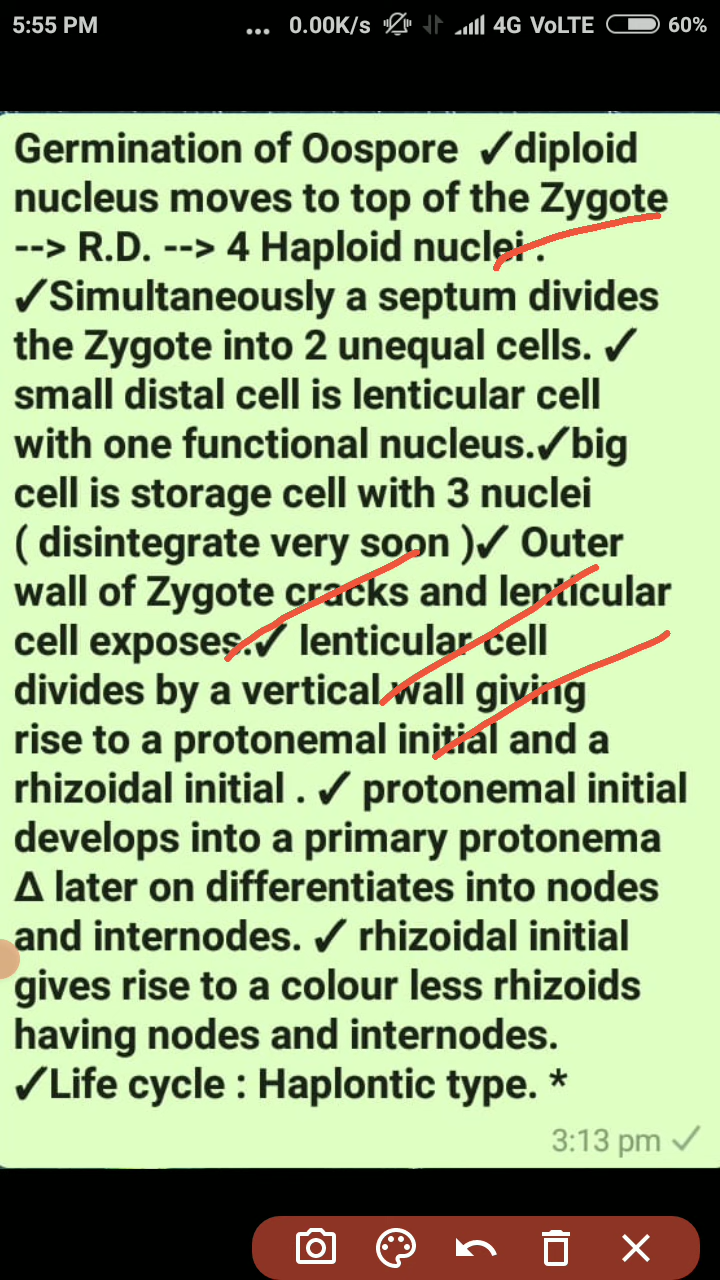 5:55 PM ... 0.00K/s 4G VoLTE 60%
Germination of Oospore ✓diploid
nucleus moves to top of the Zygote
--> R.D. --> 4 Haploid nuclei .
✓Simultaneously a septum divides
the Zygote into 2 unequal cells. ✓
small distal cell is lenticular cell
with one functional nucleus.✓big
cell is storage cell with 3 nuclei
( disintegrate very soon )✓ Outer
wall of Zygote cracks and lenticular
cell exposes.✓ lenticular cell
divides by a vertical wall giving
rise to a protonemal initial and a
rhizoidal initial . ✓ protonemal initial
develops into a primary protonema
Δ later on differentiates into nodes
and internodes. ✓ rhizoidal initial
gives rise to a colour less rhizoids
having nodes and internodes.
✓Life cycle : Haplontic type. *
3:13 pm ✓